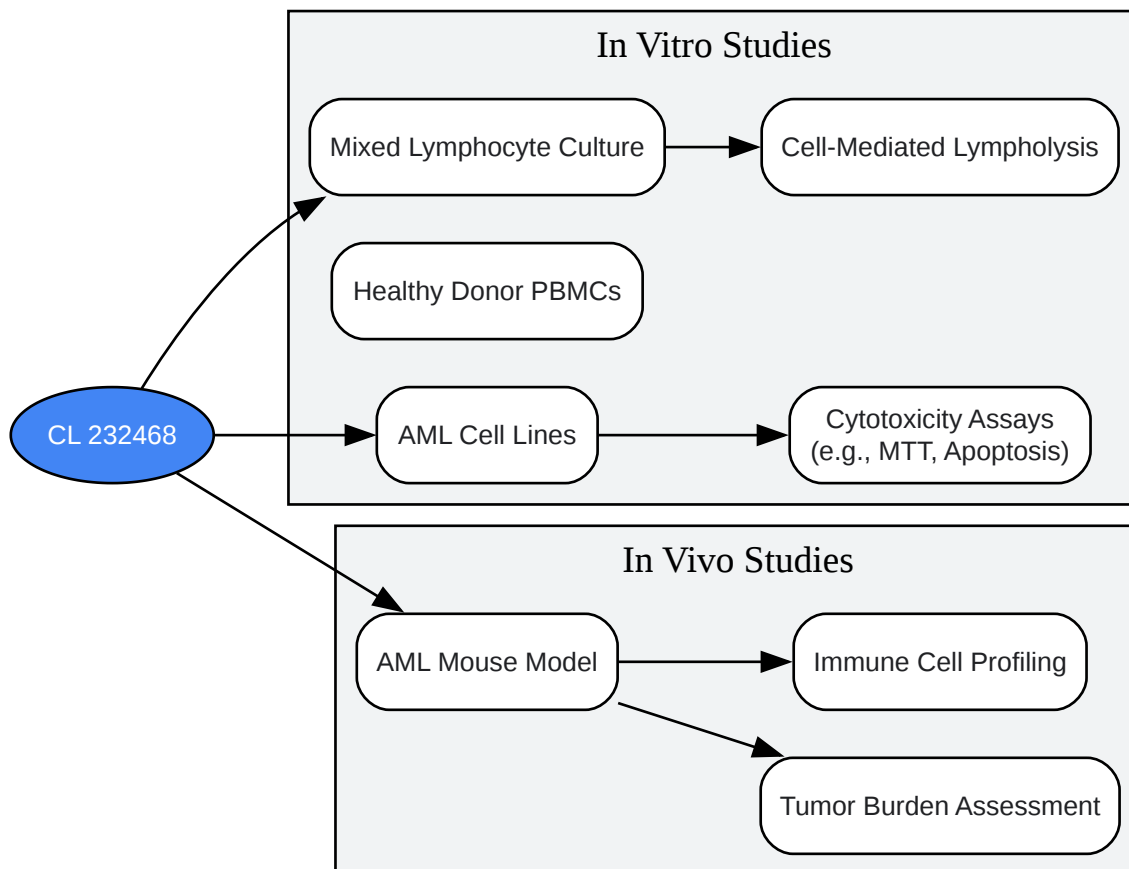 In Vitro Studies
Mixed Lymphocyte Culture
Cell-Mediated Lympholysis
Healthy Donor PBMCs
CL 232468
AML Cell Lines
Cytotoxicity Assays
(e.g., MTT, Apoptosis)
In Vivo Studies
AML Mouse Model
Immune Cell Profiling
Tumor Burden Assessment